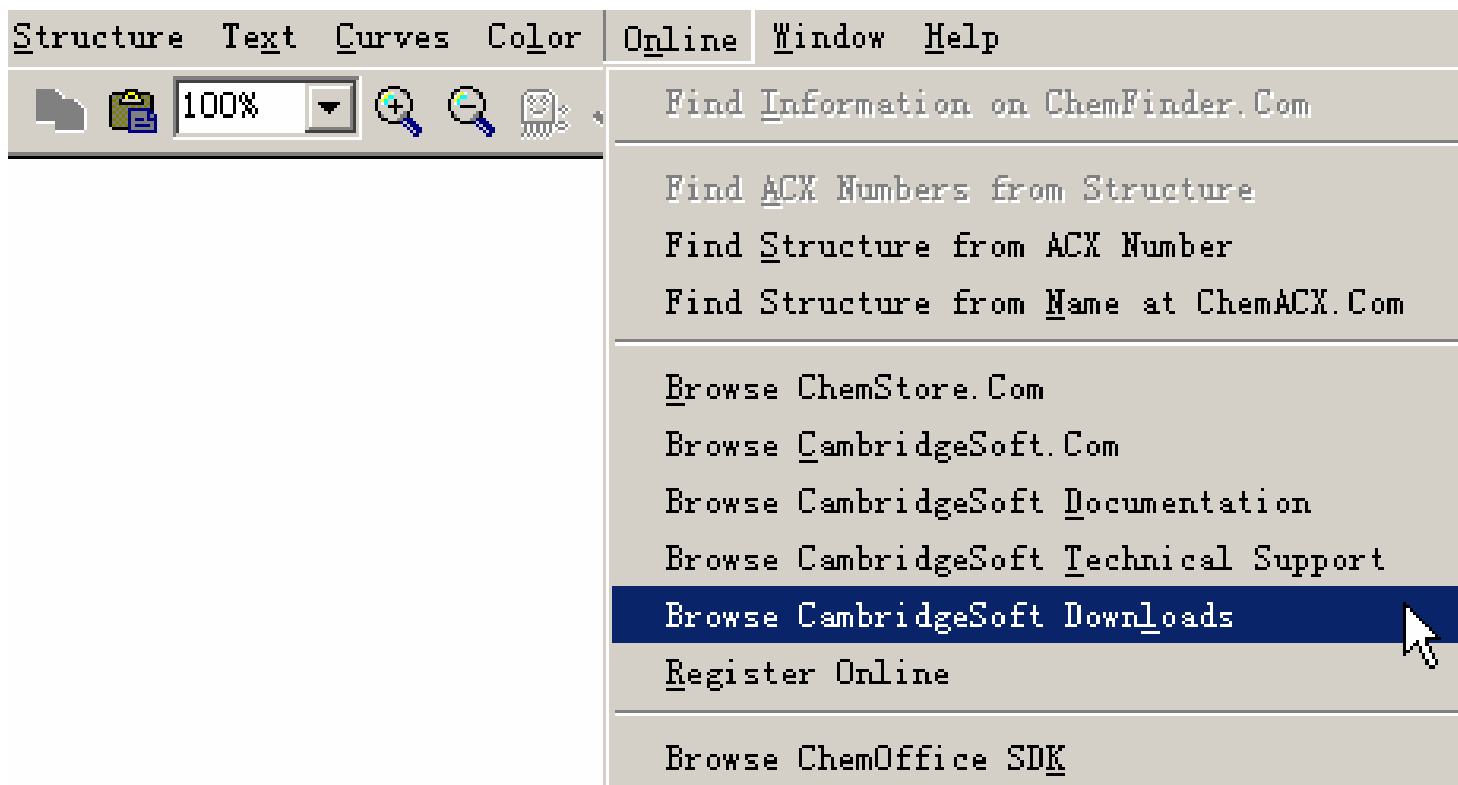 Structure Text Curves Color Online Window Help
100%
Find Information on ChemFinder.Com
Find ACX Numbers from Structure
Find Structure from ACX Number
Find Structure from Name at ChemACX.Com
Browse ChemStore.Com
Browse CambridgeSoft.Com
Browse CambridgeSoft Documentation
Browse CambridgeSoft Technical Support
Browse CambridgeSoft Downloads
Register Online
Browse ChemOffice SDK